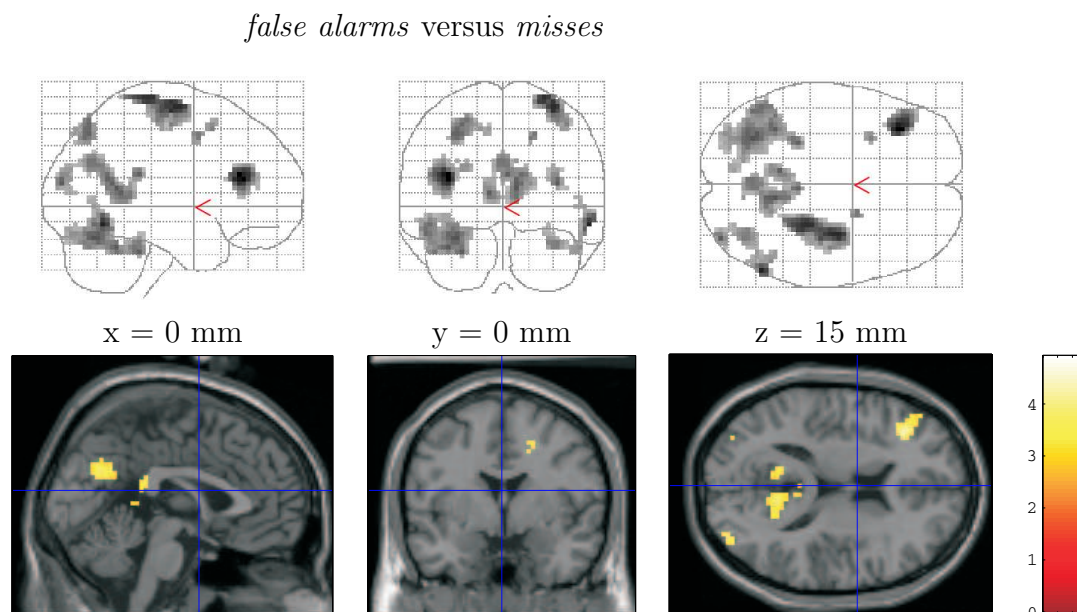 false alarms versus misses
x = 0 mm
y = 0 mm
z = 15 mm
4
3
2
1
0